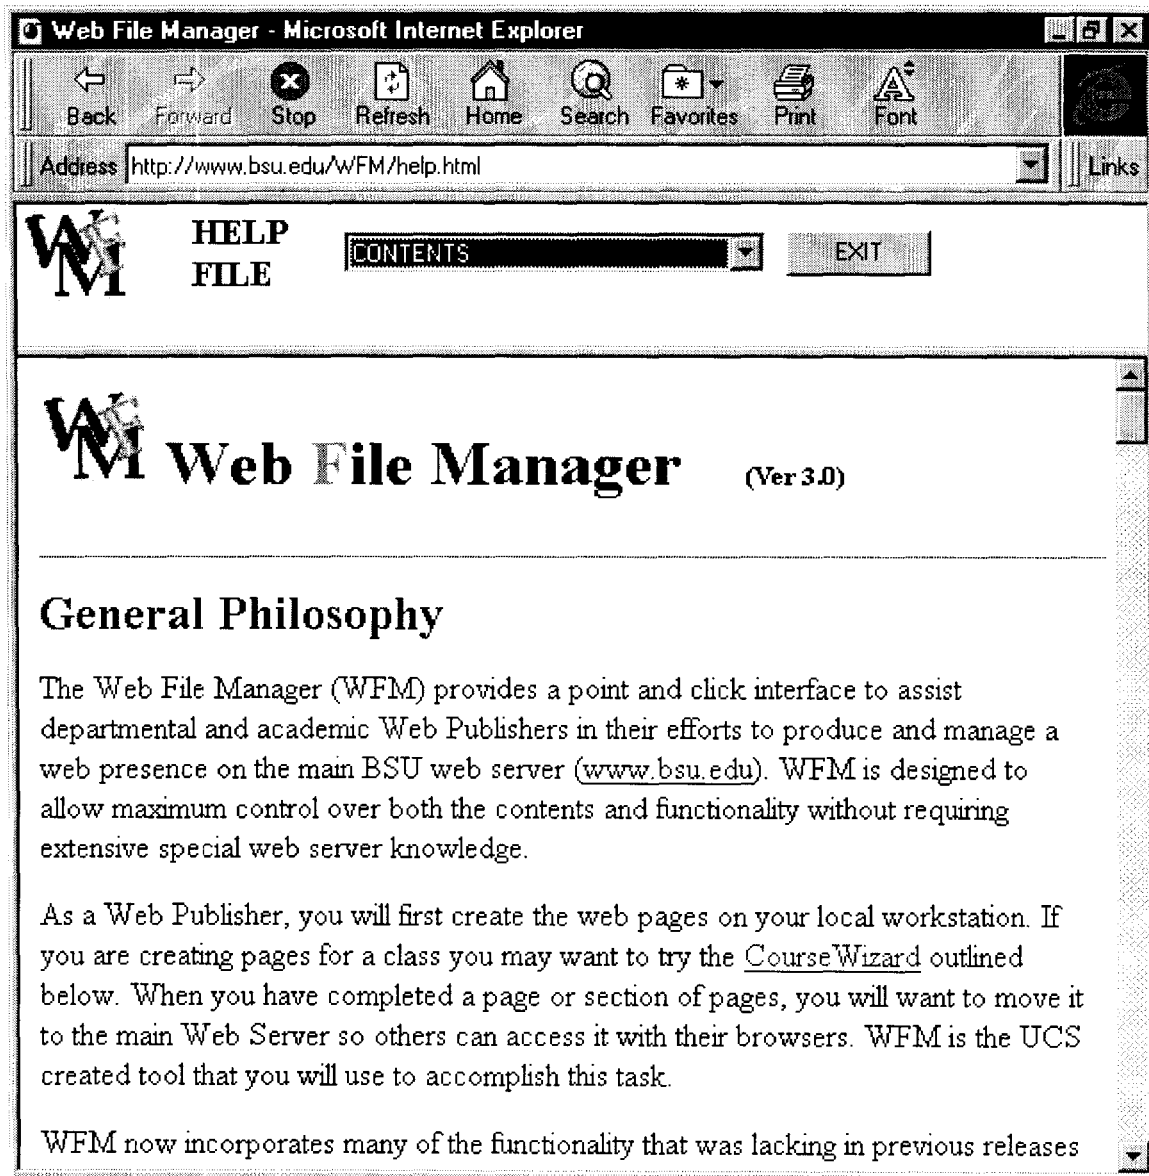 Web File Manager - Microsoft Internet Explorer
Back Forward Stop Refresh Home Search Favorites Print Font
Address http://www.bsu.edu/WFM/help.html Links
WFM HELP FILE CONTENTS EXIT
WFM Web File Manager (Ver 3.0)
General Philosophy
The Web File Manager (WFM) provides a point and click interface to assist
departmental and academic Web Publishers in their efforts to produce and manage a
web presence on the main BSU web server (www.bsu.edu). WFM is designed to
allow maximum control over both the contents and functionality without requiring
extensive special web server knowledge.
As a Web Publisher, you will first create the web pages on your local workstation. If
you are creating pages for a class you may want to try the CourseWizard outlined
below. When you have completed a page or section of pages, you will want to move it
to the main Web Server so others can access it with their browsers. WFM is the UCS
created tool that you will use to accomplish this task.
WFM now incorporates many of the functionality that was lacking in previous releases